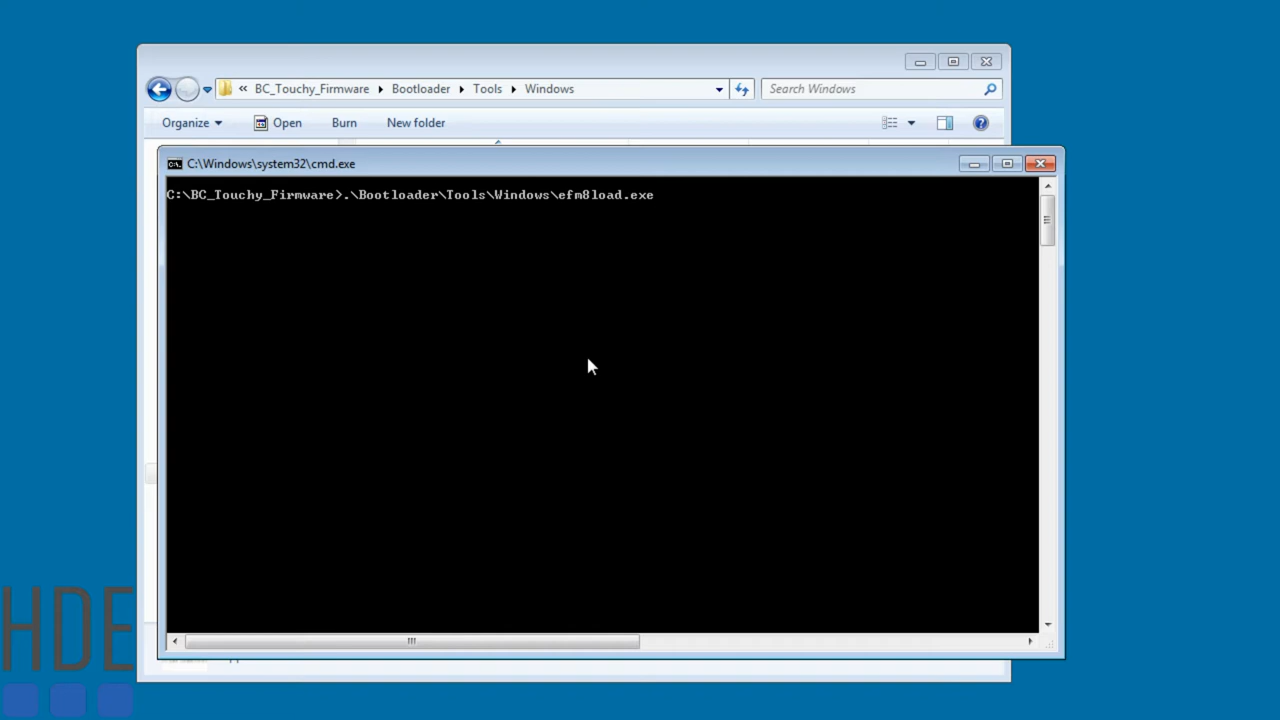 « BC_Touchy_Firmware Bootloader Tools Windows
Search Windows
Organize Open Burn New folder
C:\Windows\system32\cmd.exe
C:\BC_Touchy_Firmware>.\Bootloader\Tools\Windows\efm8load.exe
HDE